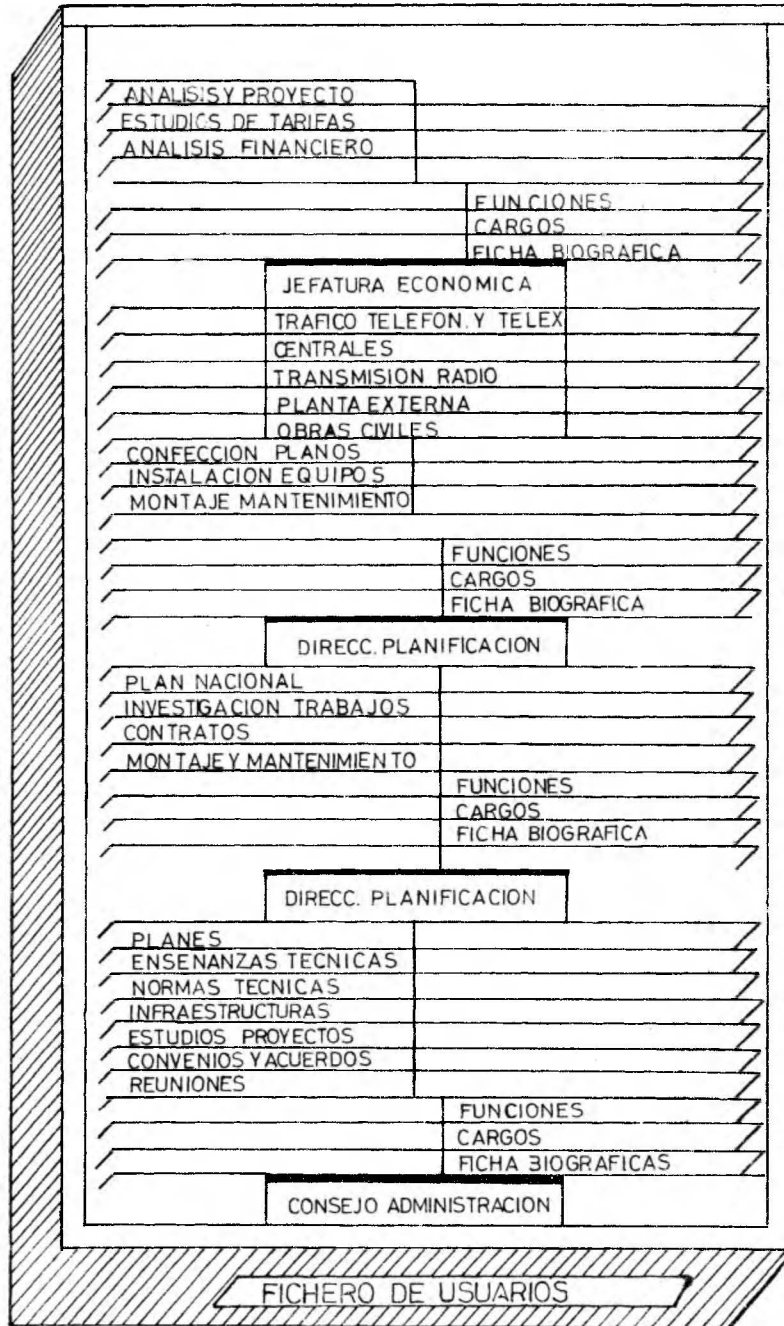 ANALISIS Y PROYECTO
ESTUDIOS DE TARIFAS
ANALISIS FINANCIERO
FUNCIONES
CARGOS
FICHA BIOGRAFICA
JEFATURA ECONOMICA
TRAFICO TELEFON. Y TELEX
CENTRALES
TRANSMISION RADIO
PLANTA EXTERNA
OBRAS CIVILES
CONFECCION PLANOS
INSTALACION EQUIPOS
MONTAJE MANTENIMIENTO
FUNCIONES
CARGOS
FICHA BIOGRAFICA
DIRECC. PLANIFICACION
PLAN NACIONAL
INVESTIGACION TRABAJOS
CONTRATOS
MONTAJE Y MANTENIMIENTO
FUNCIONES
CARGOS
FICHA BIOGRAFICA
DIRECC. PLANIFICACION
PLANES
ENSENANZAS TECNICAS
NORMAS TECNICAS
INFRAESTRUCTURAS
ESTUDIOS PROYECTOS
CONVENIOS Y ACUERDOS
REUNIONES
FUNCIONES
CARGOS
FICHA BIOGRAFICAS
CONSEJO ADMINISTRACION
FICHERO DE USUARIOS